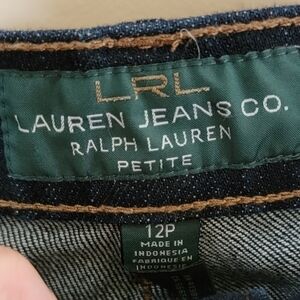 LRL
LAUREN JEANS CO.
RALPH LAUREN
PETITE
12P
MADE IN
INDONESIA
FABRIQUE EN
INDONESIE